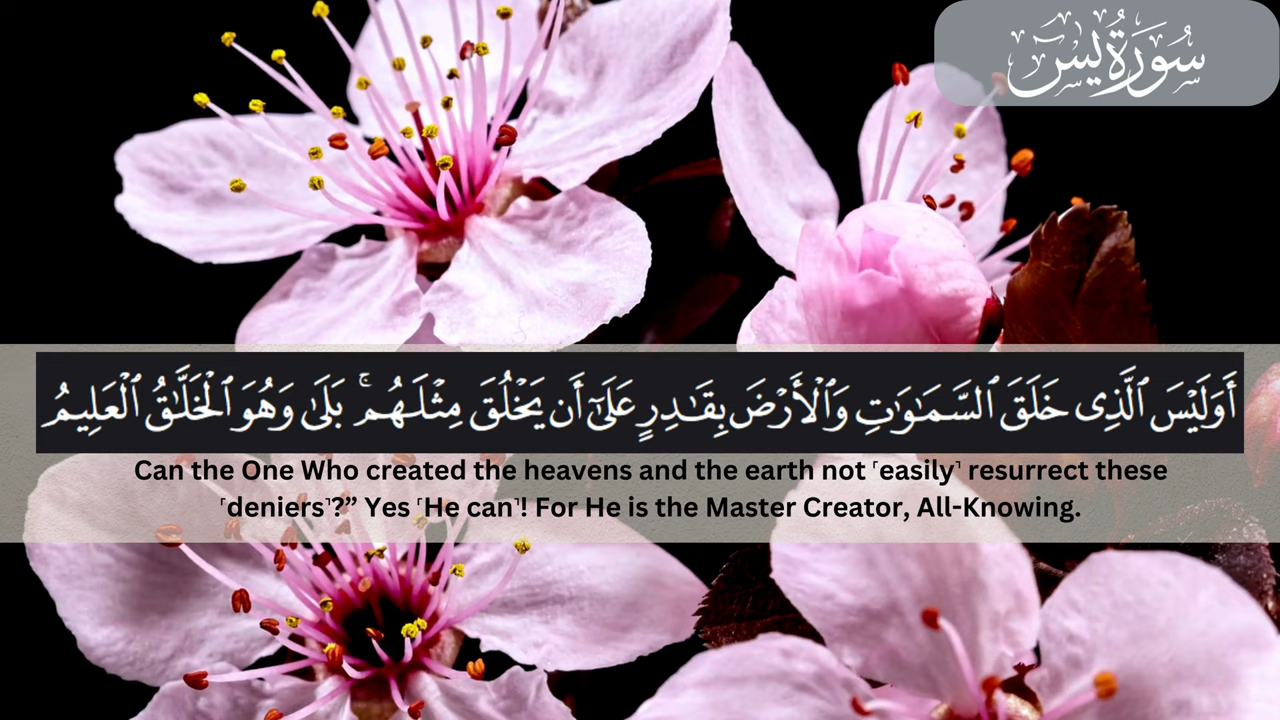 سُورَةُ يسٓ
أَوَلَيْسَ ٱلَّذِى خَلَقَ ٱلسَّمَـٰوَٰتِ وَٱلْأَرْضَ بِقَـٰدِرٍ عَلَىٰٓ أَن يَخْلُقَ مِثْلَهُم ۚ بَلَىٰ وَهُوَ ٱلْخَلَّـٰقُ ٱلْعَلِيمُ
Can the One Who created the heavens and the earth not ˹easily˺ resurrect these
˹deniers˺?” Yes ˹He can˺! For He is the Master Creator, All-Knowing.